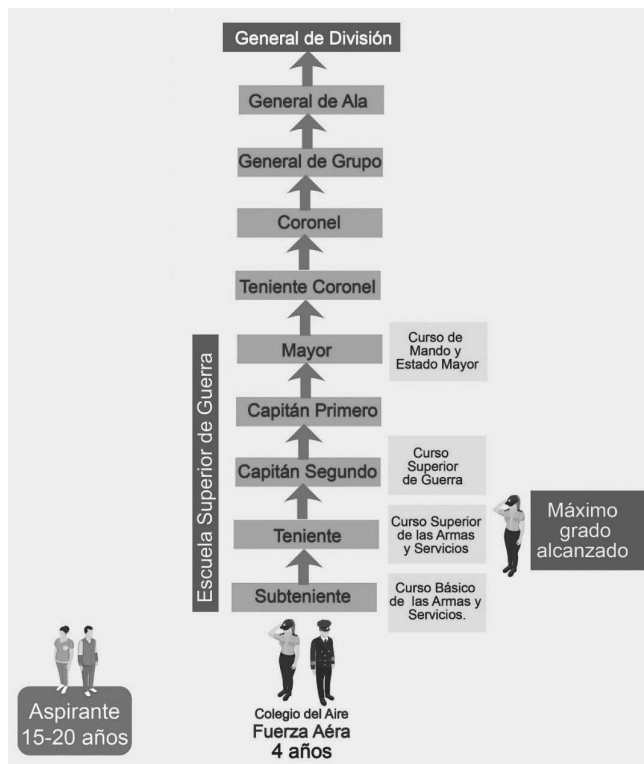 General de División
General de Ala
General de Grupo
Coronel
Teniente Coronel
Escuela Superior de Guerra
Mayor
Curso de
Mando y
Estado Mayor
Capitán Primero
Capitán Segundo
Curso
Superior
de Guerra
Teniente
Curso Superior
de las Armas
y Servicios
Máximo
grado
alcanzado
Subteniente
Curso Básico
de las Armas y
Servicios.
Aspirante
15-20 años
Colegio del Aire
Fuerza Aéra
4 años